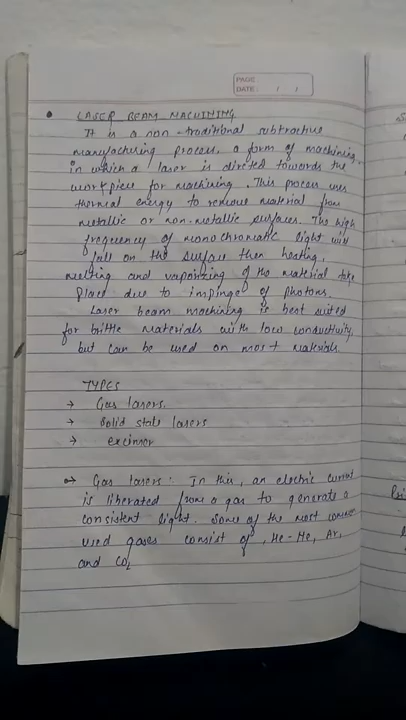 PAGE
DATE: / /
• LASER BEAM MACHINING
It is a non-traditional subtractive
manufacturing process, a form of machining,
in which a laser is directed towards the
workpiece for machining. This process uses
thermal energy to remove material from
metallic or non-metallic surfaces. The high
frequency of monochromatic light will
fall on the surface then heating,
melting and vaporizing of the material take
place due to impinge of photons.
Laser beam machining is best suited
for brittle materials with low conductivity,
but can be used on most materials.
TYPES
→ Gas lasers.
→ Solid state lasers
→ excimer
⇒ Gas lasers: In this, an electric current
is liberated from a gas to generate a
consistent light. Some of the most
used gases consist of, He-Ne, Ar,
and CO₂